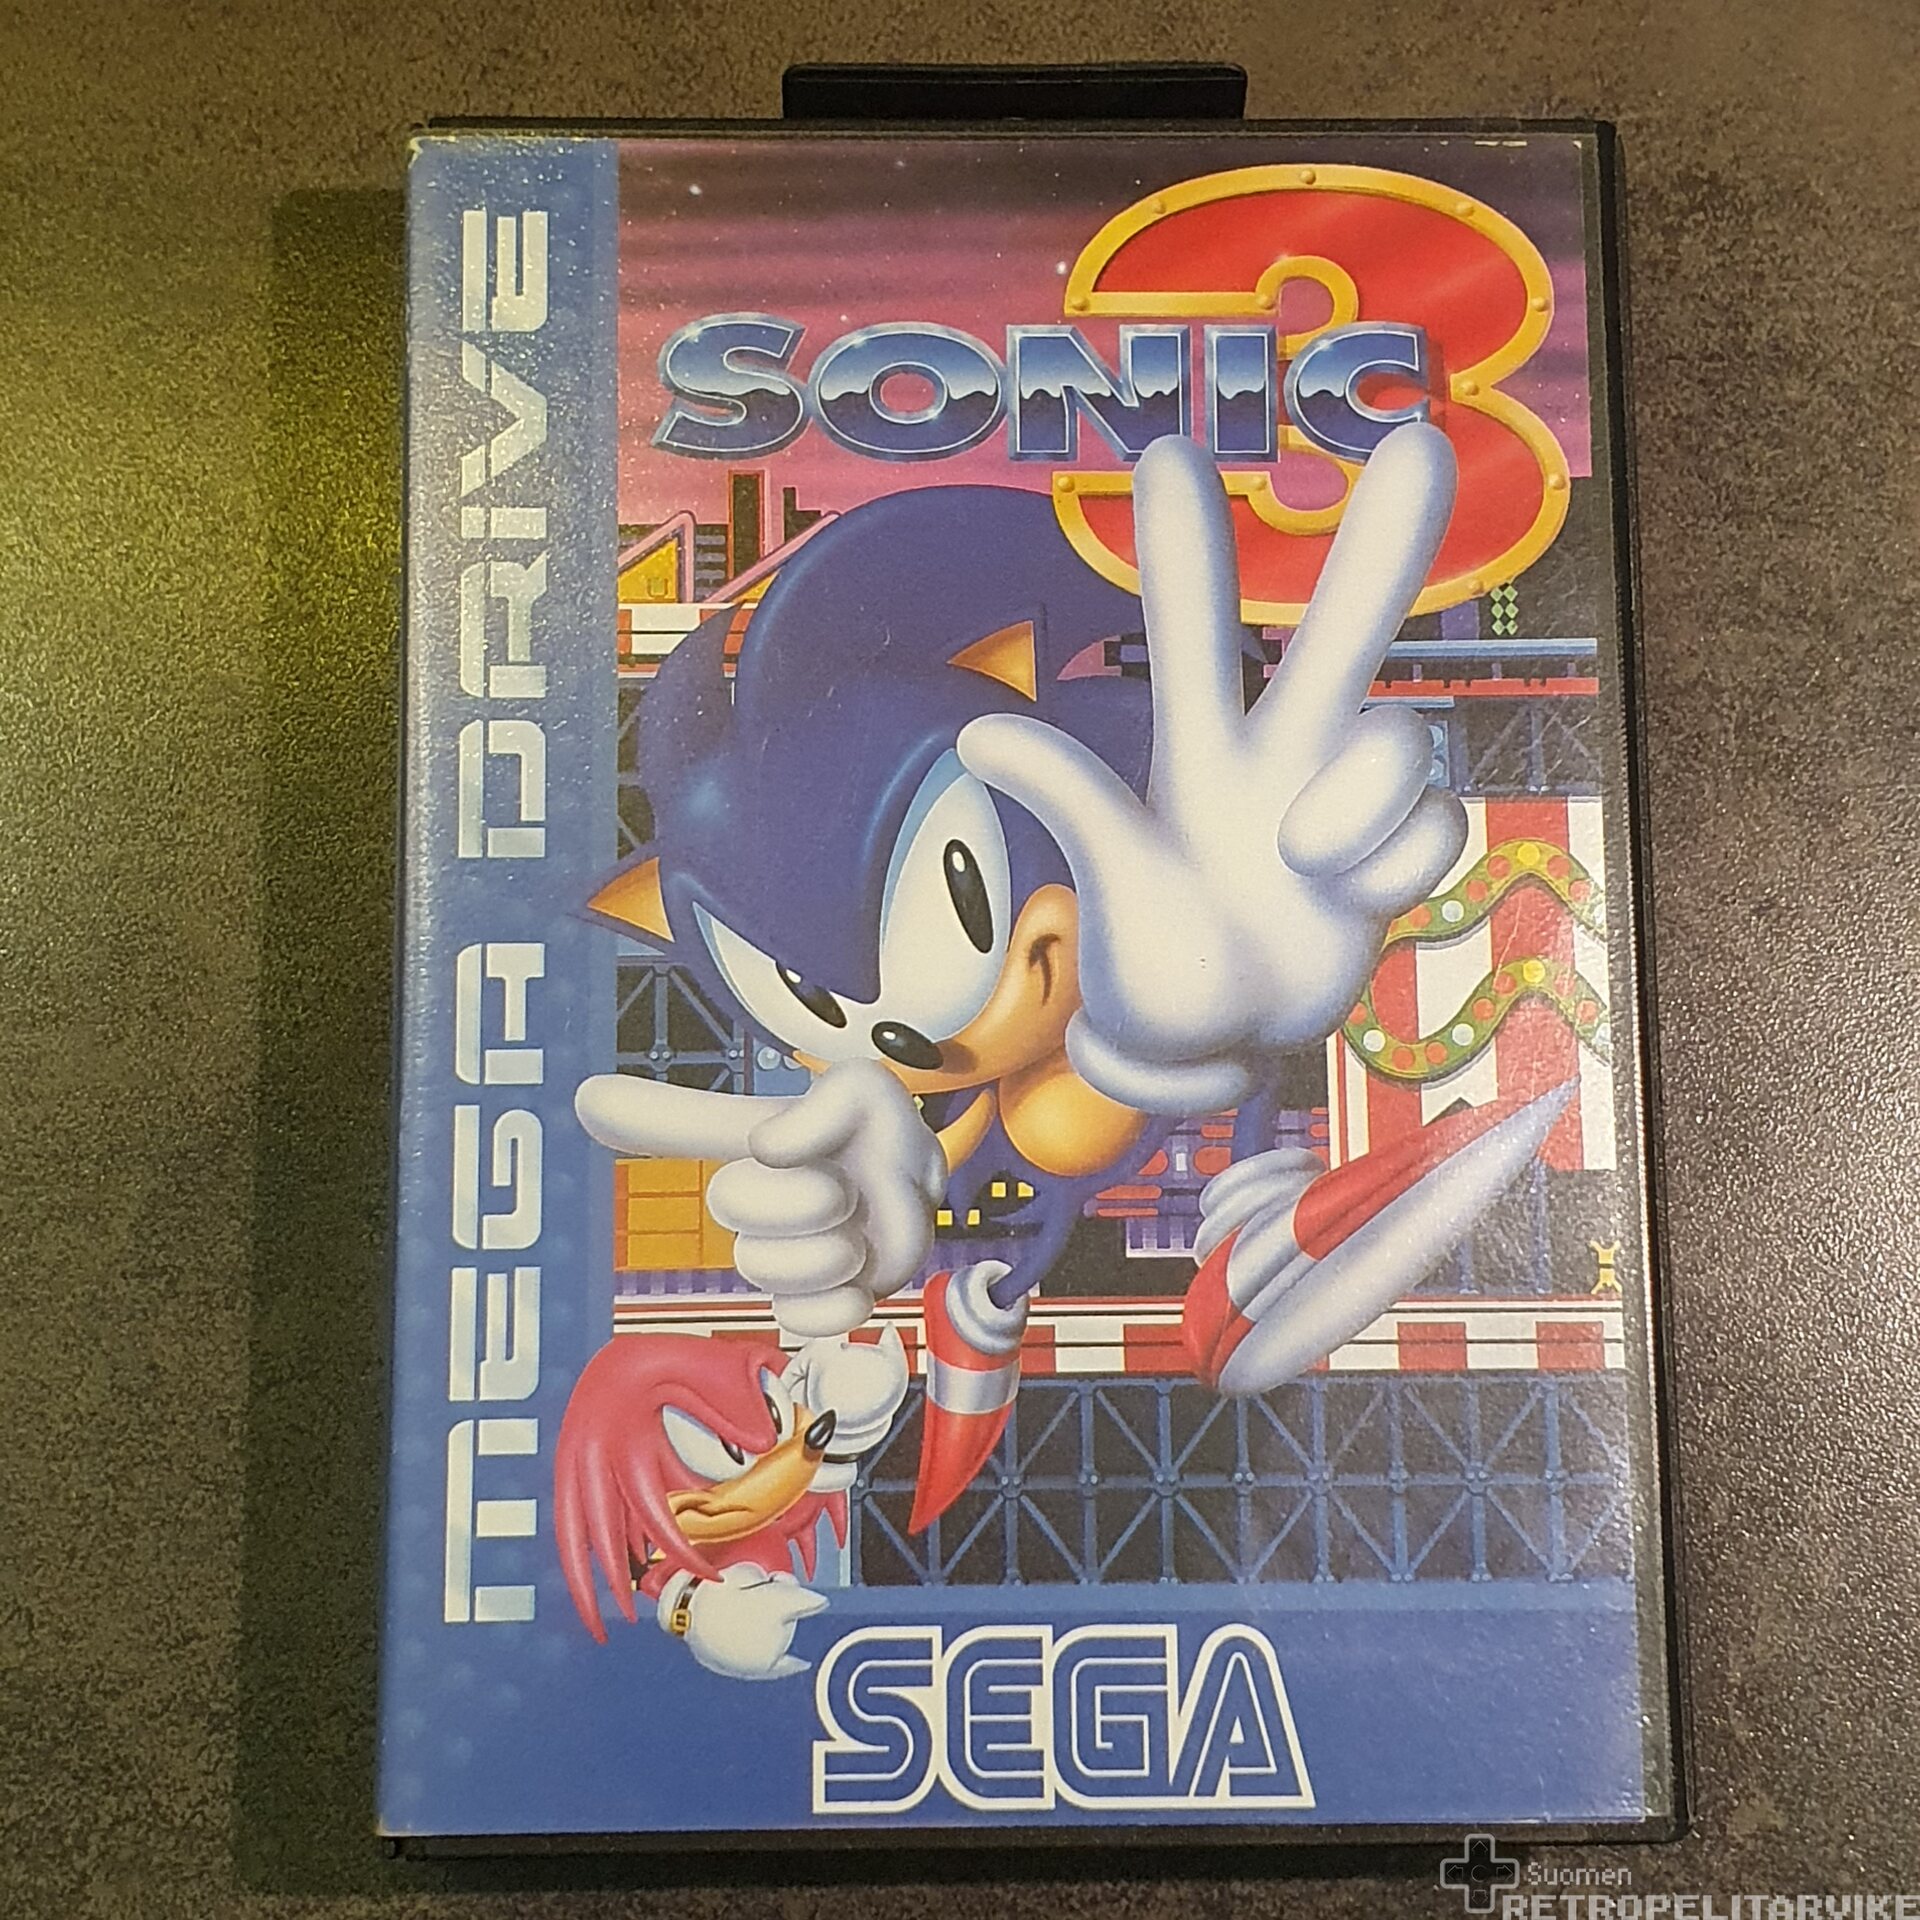 MEGA DRIVE
SONIC 3
SEGA
Suomen
RETROPELITARVIKE